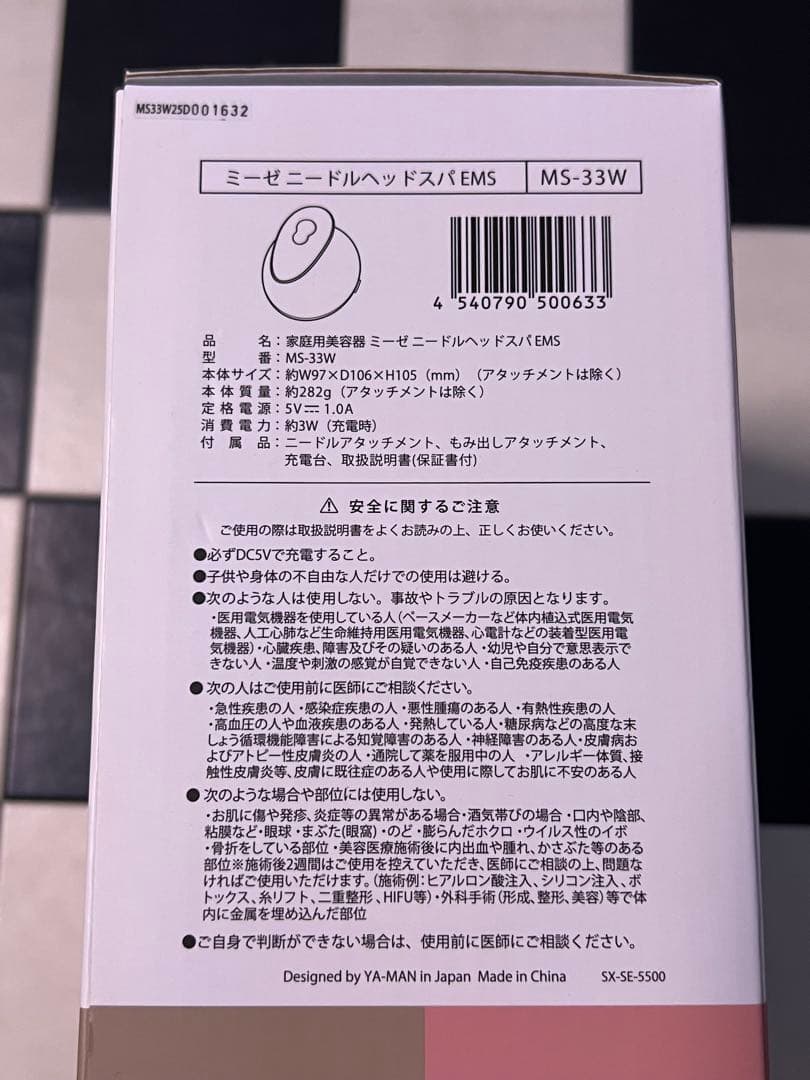 MS33W25D001632
ミーゼ ニードルヘッドスパ EMS MS-33W
4 540790 500633
品名：家庭用美容器 ミーゼ ニードルヘッドスパ EMS
型番：MS-33W
本体サイズ：約W97×D106×H105（mm）（アタッチメントは除く）
本体質量：約282g（アタッチメントは除く）
定格電源：5V⎓ 1.0A
消費電力：約3W（充電時）
付属品：ニードルアタッチメント、もみ出しアタッチメント、
充電台、取扱説明書(保証書付)
⚠ 安全に関するご注意
ご使用の際は取扱説明書をよくお読みの上、正しくお使いください。
●必ずDC5Vで充電すること。
●子供や身体の不自由な人だけでの使用は避ける。
●次のような人は使用しない。事故やトラブルの原因となります。
・医用電気機器を使用している人（ペースメーカーなど体内植込式医用電気
機器、人工心肺など生命維持用医用電気機器、心電計などの装着型医用電
気機器）・心臓疾患、障害及びその疑いのある人・幼児や自分で意思表示で
きない人・温度や刺激の感覚が自覚できない人・自己免疫疾患のある人
●次の人はご使用前に医師にご相談ください。
・急性疾患の人・感染症疾患の人・悪性腫瘍のある人・有熱性疾患の人
・高血圧の人や血液疾患のある人・発熱している人・糖尿病などの高度な末
しょう循環機能障害による知覚障害のある人・神経障害のある人・皮膚病お
よびアトピー性皮膚炎の人・通院して薬を服用中の人 ・アレルギー体質、接
触性皮膚炎等、皮膚に既往症のある人や使用に際してお肌に不安のある人
● 次のような場合や部位には使用しない。
・お肌に傷や発疹、炎症等の異常がある場合・酒気帯びの場合・口内や陰部、
粘膜など・眼球・まぶた(眼窩)・のど・膨らんだホクロ・ウイルス性のイボ
・骨折をしている部位・美容医療施術後に内出血や腫れ、かさぶた等のある
部位※施術後2週間はご使用を控えていただき、医師にご相談の上、問題な
ければご使用いただけます。（施術例：ヒアルロン酸注入、シリコン注入、ボ
トックス、糸リフト、二重整形、HIFU等）・外科手術（形成、整形、美容）等で体
内に金属を埋め込んだ部位
●ご自身で判断ができない場合は、使用前に医師にご相談ください。
Designed by YA-MAN in Japan Made in China SX-SE-5500